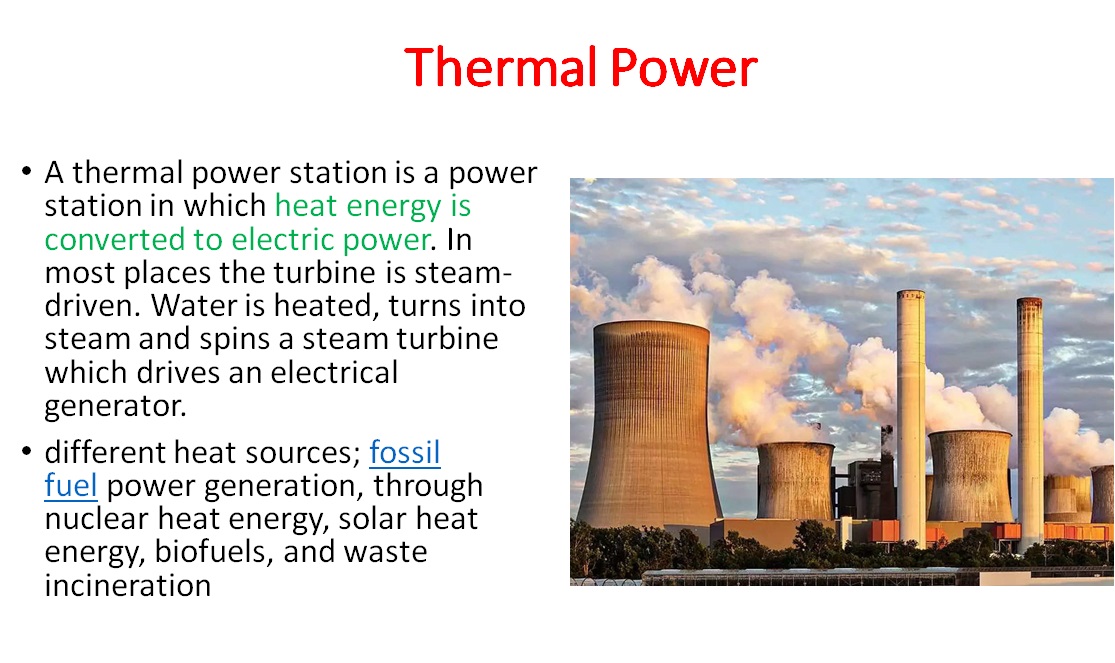 Thermal Power
• A thermal power station is a power
station in which heat energy is
converted to electric power. In
most places the turbine is steam-
driven. Water is heated, turns into
steam and spins a steam turbine
which drives an electrical
generator.
• different heat sources; fossil
fuel power generation, through
nuclear heat energy, solar heat
energy, biofuels, and waste
incineration